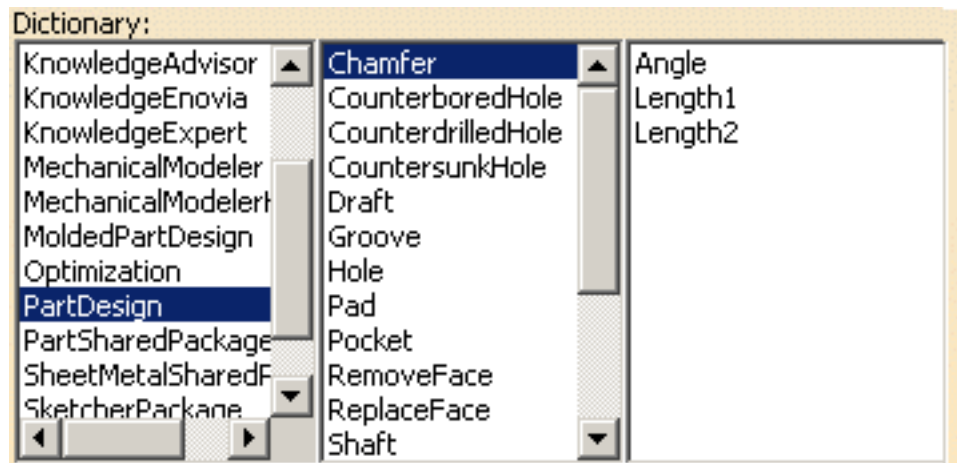 Dictionary:
KnowledgeAdvisor
KnowledgeEnovia
KnowledgeExpert
MechanicalModeler
MechanicalModeler
MoldedPartDesign
Optimization
PartDesign
PartSharedPackage
SheetMetalShared
SketcherPackage
Chamfer
CounterboredHole
CounterdrilledHole
CountersunkHole
Draft
Groove
Hole
Pad
Pocket
RemoveFace
ReplaceFace
Shaft
Angle
Length1
Length2